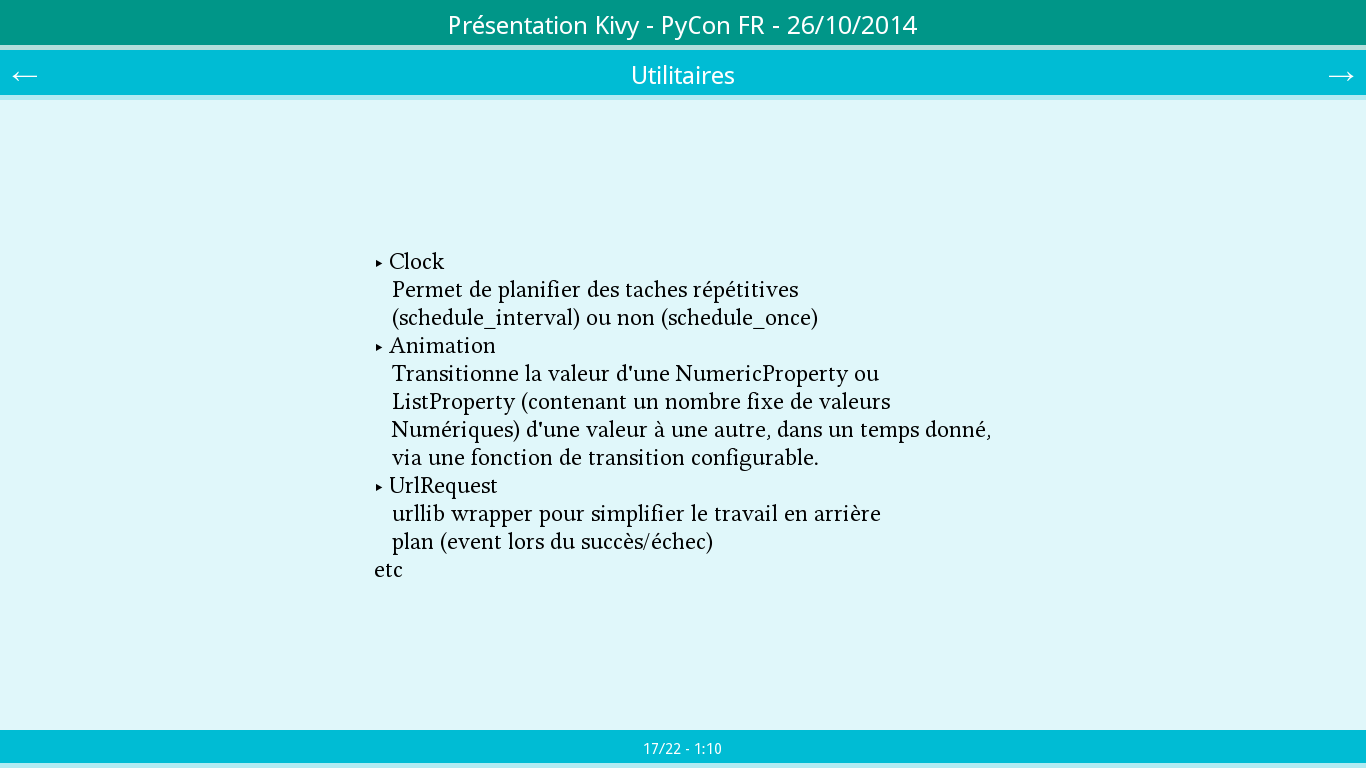 Présentation Kivy - PyCon FR - 26/10/2014
← Utilitaires →
‣ Clock
Permet de planifier des taches répétitives
(schedule_interval) ou non (schedule_once)
‣ Animation
Transitionne la valeur d'une NumericProperty ou
ListProperty (contenant un nombre fixe de valeurs
Numériques) d'une valeur à une autre, dans un temps donné,
via une fonction de transition configurable.
‣ UrlRequest
urllib wrapper pour simplifier le travail en arrière
plan (event lors du succès/échec)
etc
17/22 - 1:10